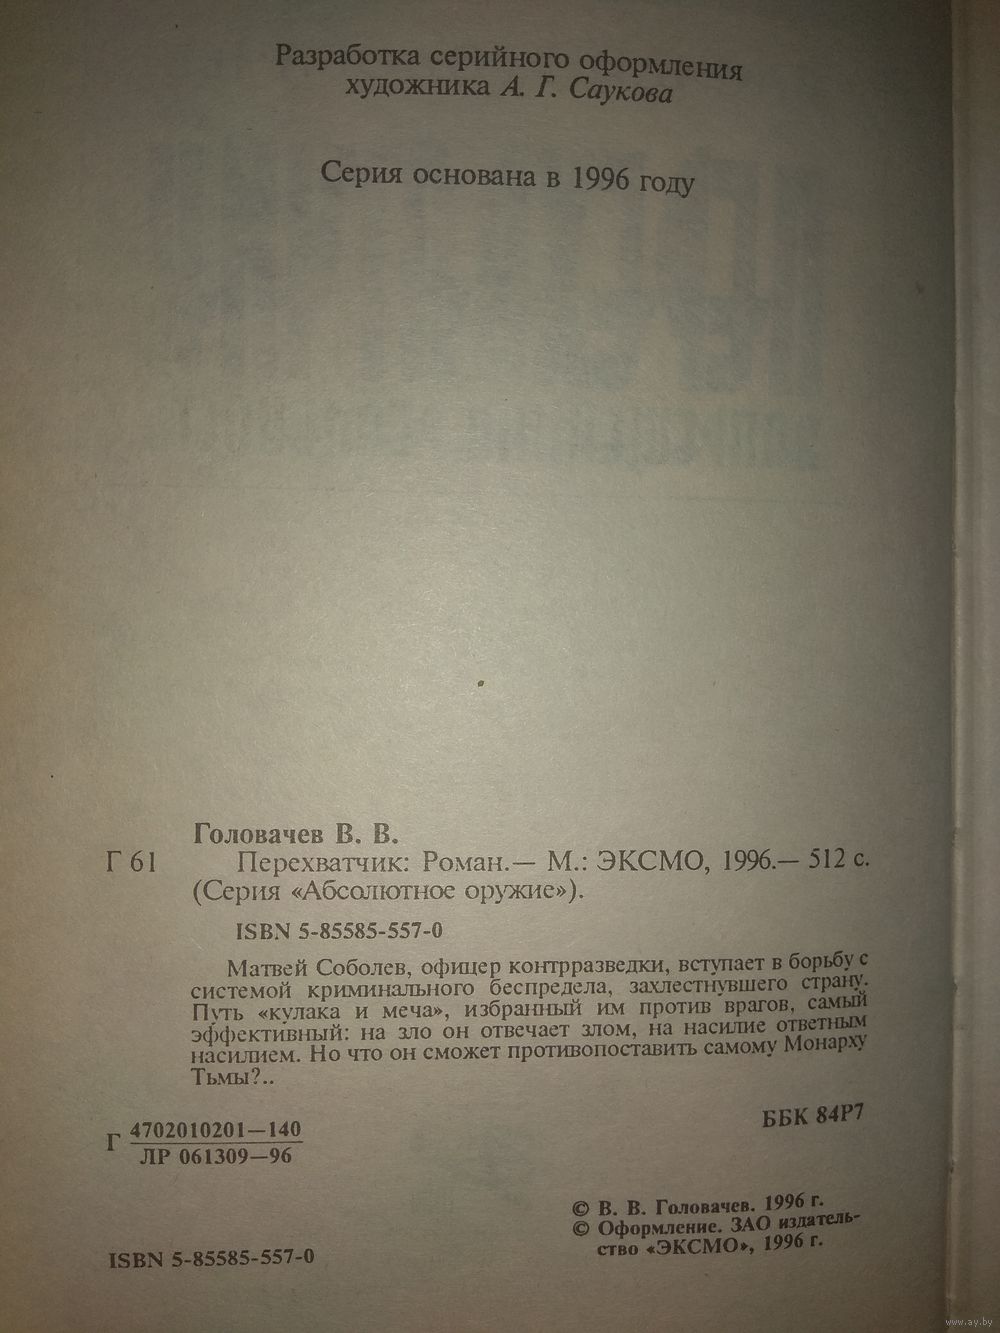 Разработка серийного оформления
художника А. Г. Саукова
Серия основана в 1996 году
Головачев В. В.
Г 61 Перехватчик: Роман.— М.: ЭКСМО, 1996.— 512 с.
(Серия «Абсолютное оружие»).
ISBN 5-85585-557-0
Матвей Соболев, офицер контрразведки, вступает в борьбу с
системой криминального беспредела, захлестнувшего страну.
Путь «кулака и меча», избранный им против врагов, самый
эффективный: на зло он отвечает злом, на насилие ответным
насилием. Но что он сможет противопоставить самому Монарху
Тьмы?..
Г 4702010201—140
ЛР 061309—96
ББК 84Р7
© В. В. Головачев. 1996 г.
© Оформление. ЗАО издатель-
ство «ЭКСМО», 1996 г.
ISBN 5-85585-557-0
www.ay.by